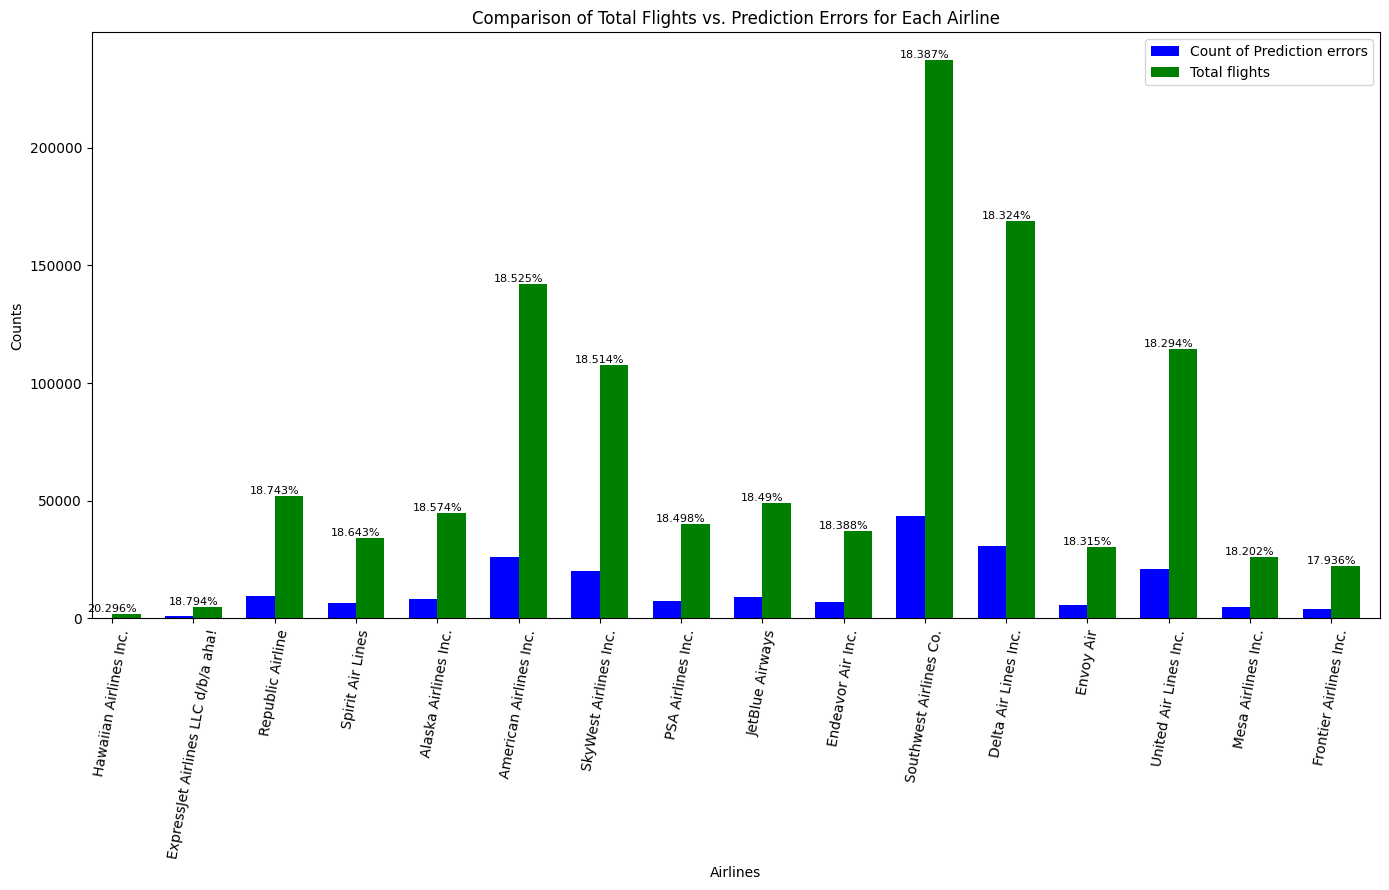 Comparison of Total Flights vs. Prediction Errors for Each Airline
Count of Prediction errors
Total flights
Counts
200000
150000
100000
50000
0
20.296%
18.794%
18.743%
18.643%
18.574%
18.525%
18.514%
18.498%
18.49%
18.388%
18.387%
18.324%
18.315%
18.294%
18.202%
17.936%
Hawaiian Airlines Inc.
ExpressJet Airlines LLC d/b/a aha!
Republic Airline
Spirit Air Lines
Alaska Airlines Inc.
American Airlines Inc.
SkyWest Airlines Inc.
PSA Airlines Inc.
JetBlue Airways
Endeavor Air Inc.
Southwest Airlines Co.
Delta Air Lines Inc.
Envoy Air
United Air Lines Inc.
Mesa Airlines Inc.
Frontier Airlines Inc.
Airlines